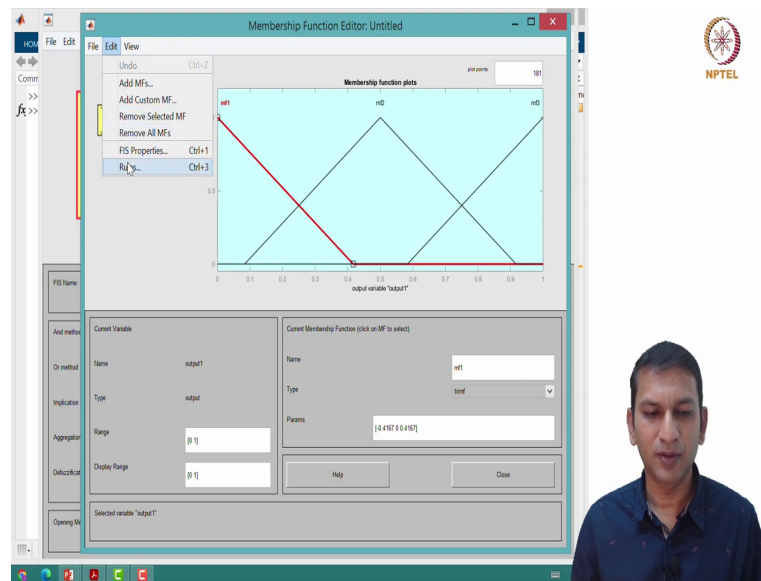 Membership Function Editor: Untitled
HOM
File Edit
File Edit View
Undo Ctrl+Z
Add MFs...
Add Custom MF...
Remove Selected MF
Remove All MFs
FIS Properties... Ctrl+1
Ctrl+3
Comm
>>
fx >>
plot points: 181
Membership function plots
mf1 mf2 mf3
0.5
0
0 0.1 0.2 0.3 0.4 0.5 0.6 0.7 0.8 0.9 1
output variable "output1"
FIS Name:
And method
Or method
Implication
Aggregation
Defuzzificat
Opening Me
Current Variable
Name output1
Type output
Range [0 1]
Display Range [0 1]
Current Membership Function (click on MF to select)
Name mf1
Type trimf
Params [-0.4167 0 0.4167]
Help Close
Selected variable "output1"
NPTEL